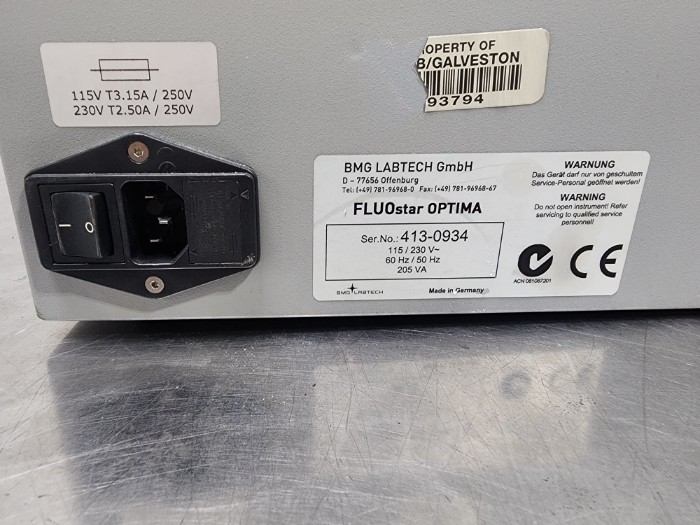 115V T3.15A / 250V
230V T2.50A / 250V
OPERTY OF
B/GALVESTON
93794
I O
BMG LABTECH GmbH
D - 77656 Offenburg
Tel: (+49) 781-96968-0 Fax: (+49) 781-96968-67
FLUOstar OPTIMA
Ser.No.: 413-0934
115 / 230 V~
60 Hz / 50 Hz
205 VA
BMG LABTECH
Made in Germany
WARNUNG
Das Gerät darf nur von geschultem
Service-Personal geöffnet werden!
WARNING
Do not open instrument! Refer
servicing to qualified service
personnel!
CE
ACN 081067201